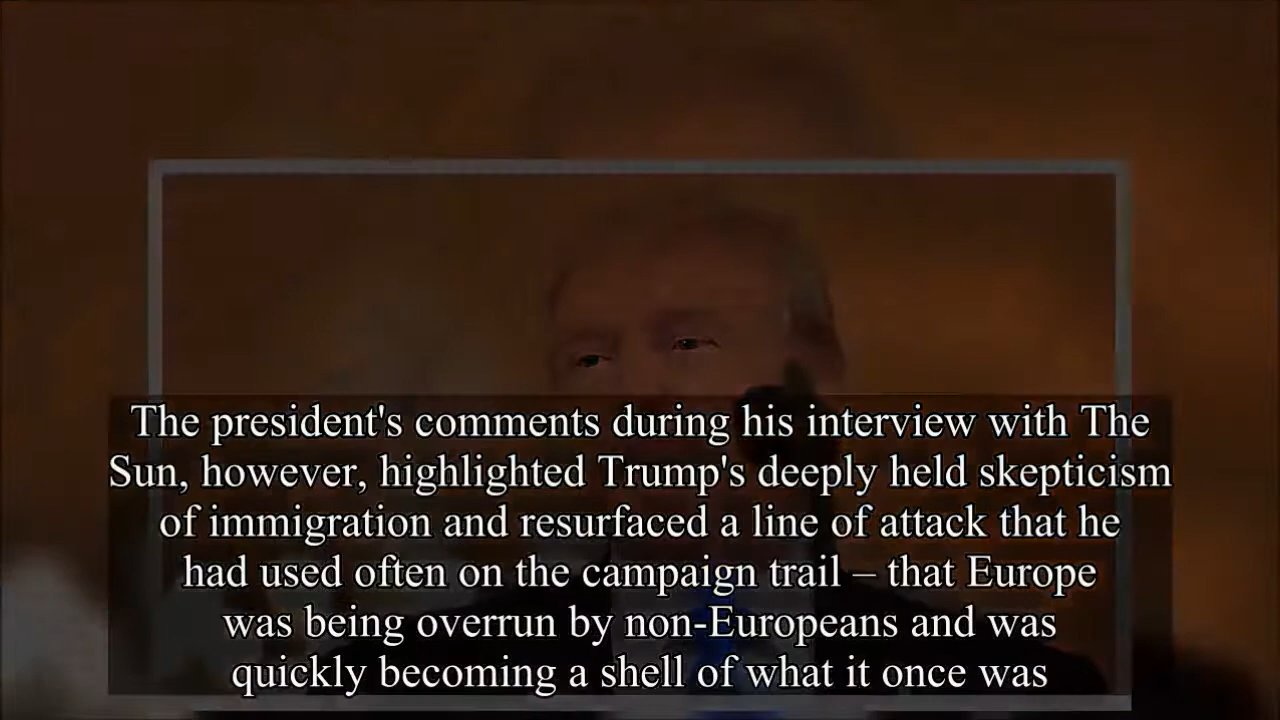 The president's comments during his interview with The
Sun, however, highlighted Trump's deeply held skepticism
of immigration and resurfaced a line of attack that he
had used often on the campaign trail – that Europe
was being overrun by non-Europeans and was
quickly becoming a shell of what it once was